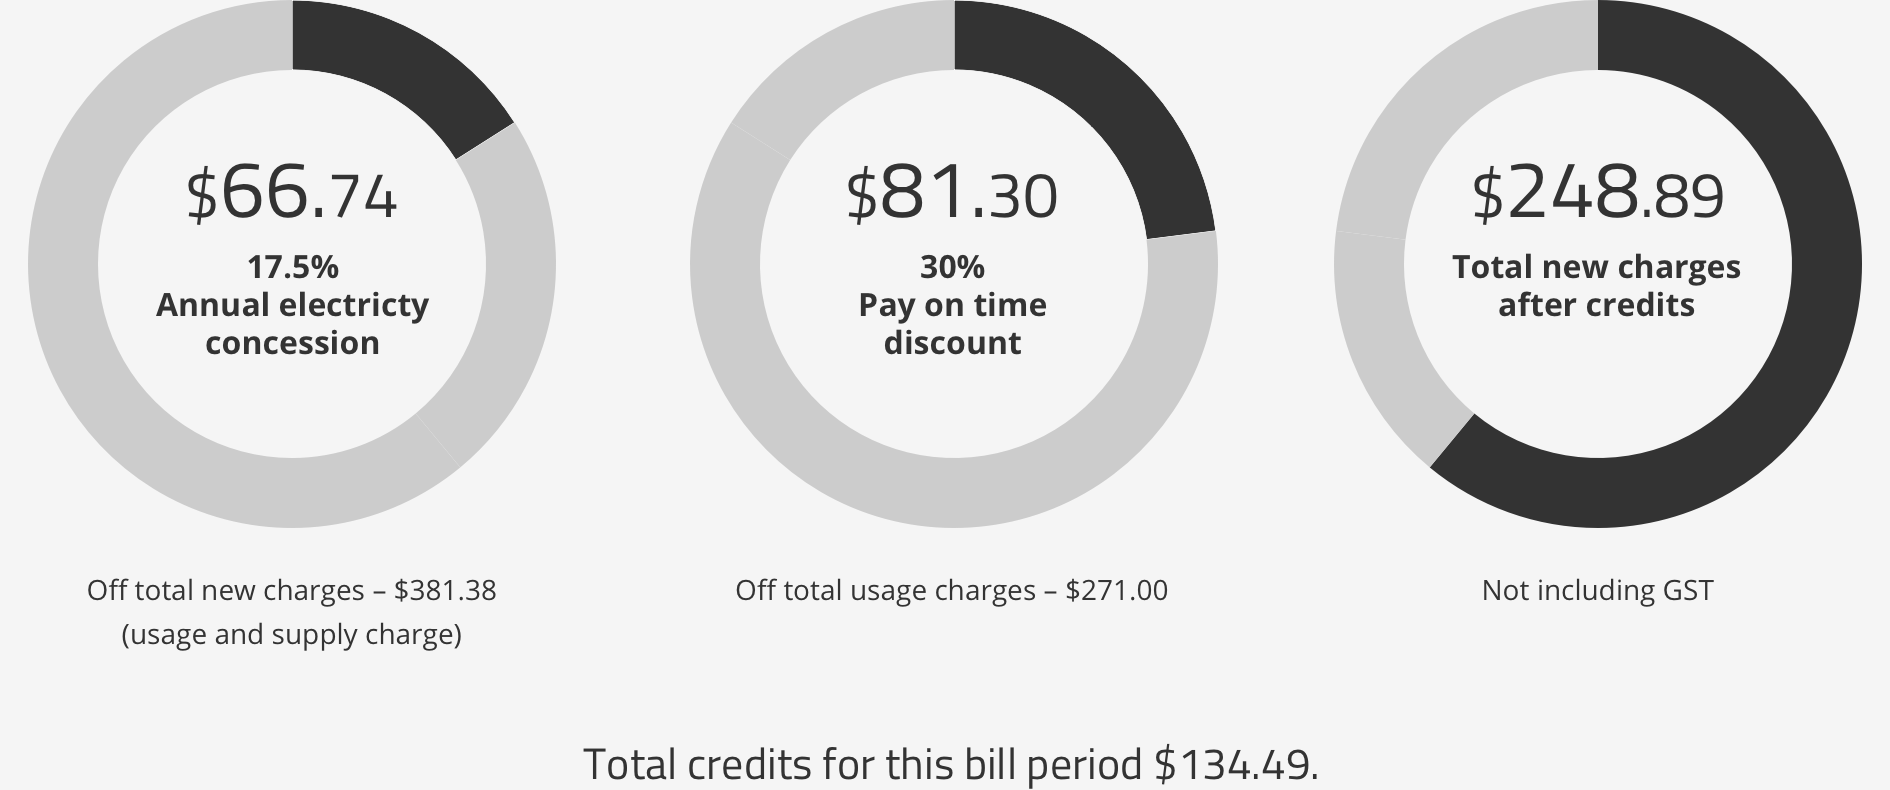 $66.74
17.5%
Annual electricty
concession
Off total new charges – $381.38
(usage and supply charge)
$81.30
30%
Pay on time
discount
Off total usage charges – $271.00
$248.89
Total new charges
after credits
Not including GST
Total credits for this bill period $134.49.